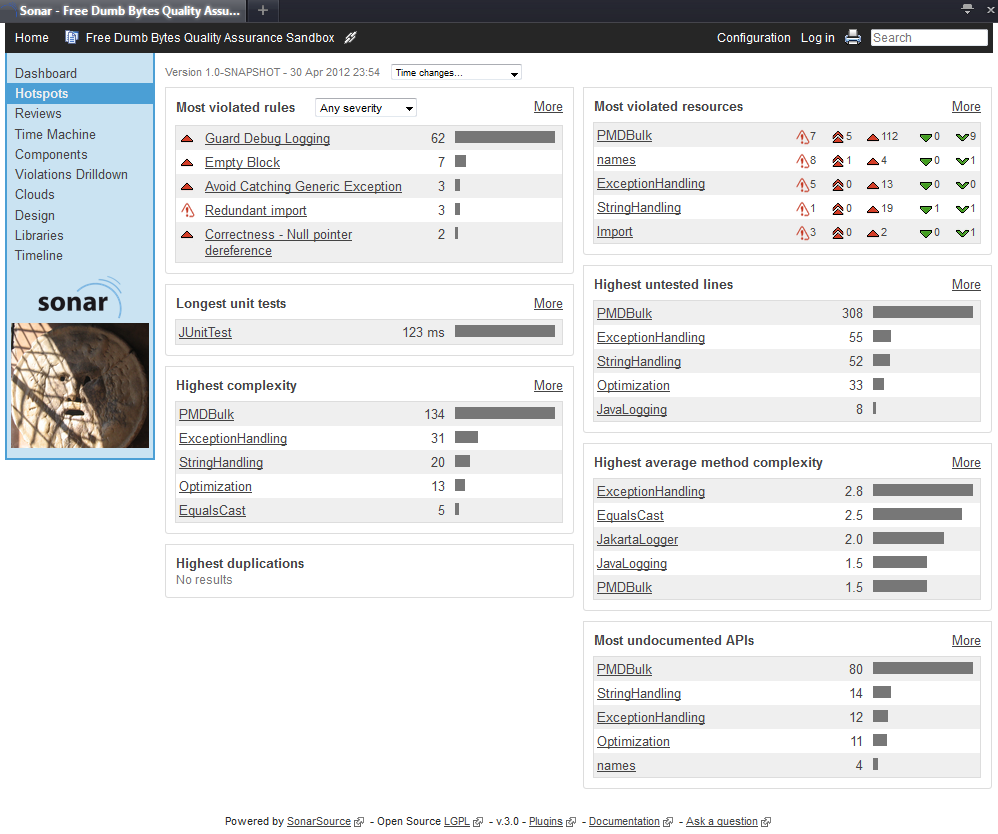 Sonar - Free Dumb Bytes Quality Assu...
Home Free Dumb Bytes Quality Assurance Sandbox Configuration Log in Search
Dashboard
Hotspots
Reviews
Time Machine
Components
Violations Drilldown
Clouds
Design
Libraries
Timeline
sonar
Version 1.0-SNAPSHOT - 30 Apr 2012 23:54 Time changes...
Most violated rules Any severity More
Guard Debug Logging 62
Empty Block 7
Avoid Catching Generic Exception 3
Redundant import 3
Correctness - Null pointer 2
dereference
Longest unit tests More
JUnitTest 123 ms
Highest complexity More
PMDBulk 134
ExceptionHandling 31
StringHandling 20
Optimization 13
EqualsCast 5
Highest duplications
No results
Most violated resources More
PMDBulk 7 5 112 0 9
names 8 1 4 0 1
ExceptionHandling 5 0 13 0 0
StringHandling 1 0 19 1 1
Import 3 0 2 0 1
Highest untested lines More
PMDBulk 308
ExceptionHandling 55
StringHandling 52
Optimization 33
JavaLogging 8
Highest average method complexity More
ExceptionHandling 2.8
EqualsCast 2.5
JakartaLogger 2.0
JavaLogging 1.5
PMDBulk 1.5
Most undocumented APIs More
PMDBulk 80
StringHandling 14
ExceptionHandling 12
Optimization 11
names 4
Powered by SonarSource - Open Source LGPL - v.3.0 - Plugins - Documentation - Ask a question